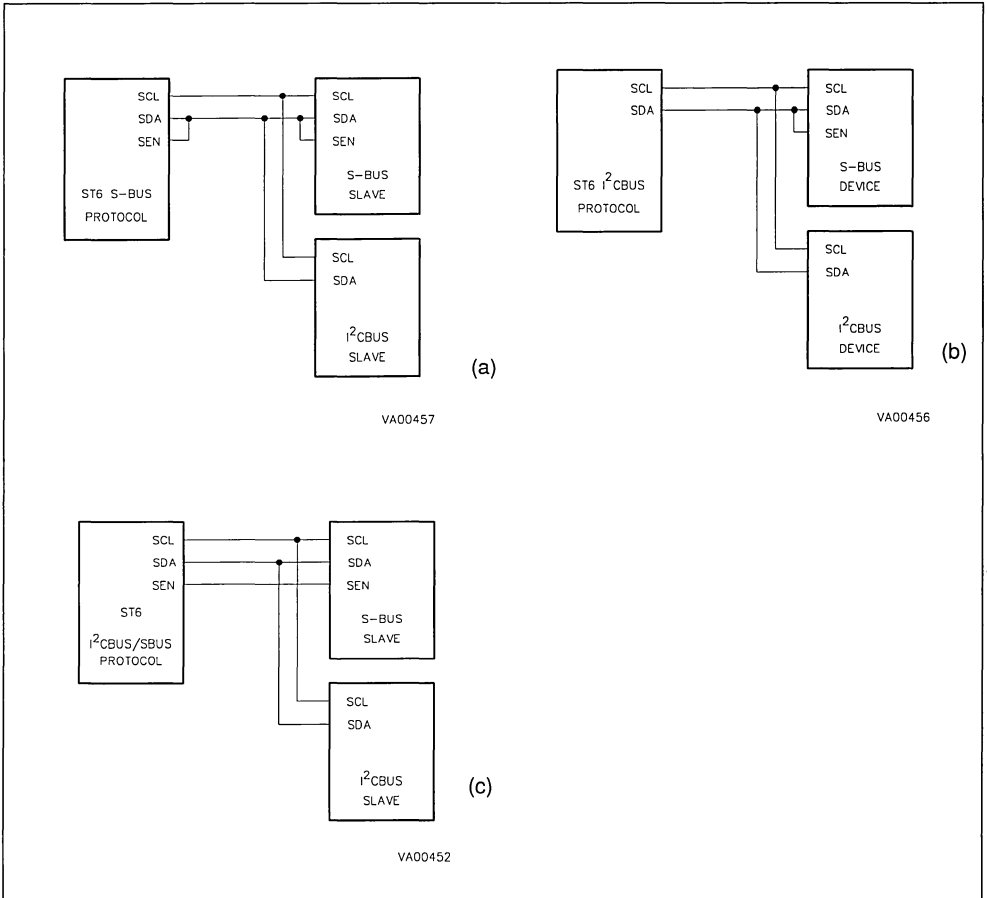 SCL
SDA
SEN
ST6 S-BUS
PROTOCOL
SCL
SDA
SEN
S-BUS
SLAVE
SCL
SDA
I²CBUS
SLAVE
(a)
VA00457
SCL
SDA
ST6 I²CBUS
PROTOCOL
SCL
SDA
SEN
S-BUS
DEVICE
SCL
SDA
I²CBUS
DEVICE
(b)
VA00456
SCL
SDA
SEN
ST6
I²CBUS/SBUS
PROTOCOL
SCL
SDA
SEN
S-BUS
SLAVE
SCL
SDA
I²CBUS
SLAVE
(c)
VA00452